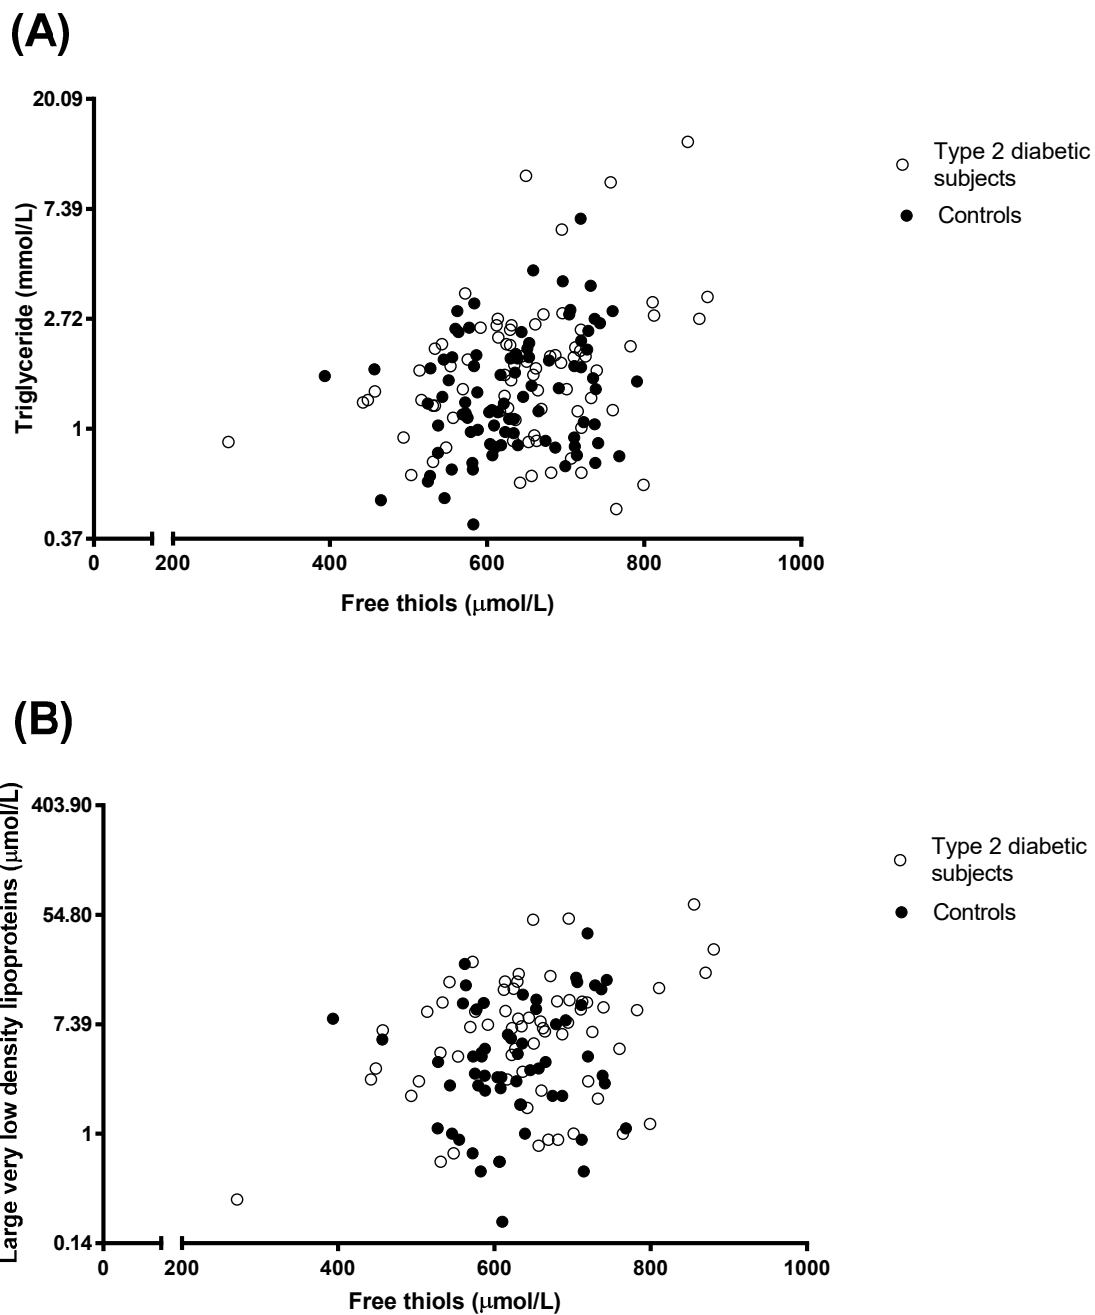 (A)
20.09
7.39
2.72
1
0.37
Triglyceride (mmol/L)
0 200 400 600 800 1000
Free thiols (μmol/L)
Type 2 diabetic
subjects
Controls
(B)
403.90
54.80
7.39
1
0.14
Large very low density lipoproteins (μmol/L)
0 200 400 600 800 1000
Free thiols (μmol/L)
Type 2 diabetic
subjects
Controls